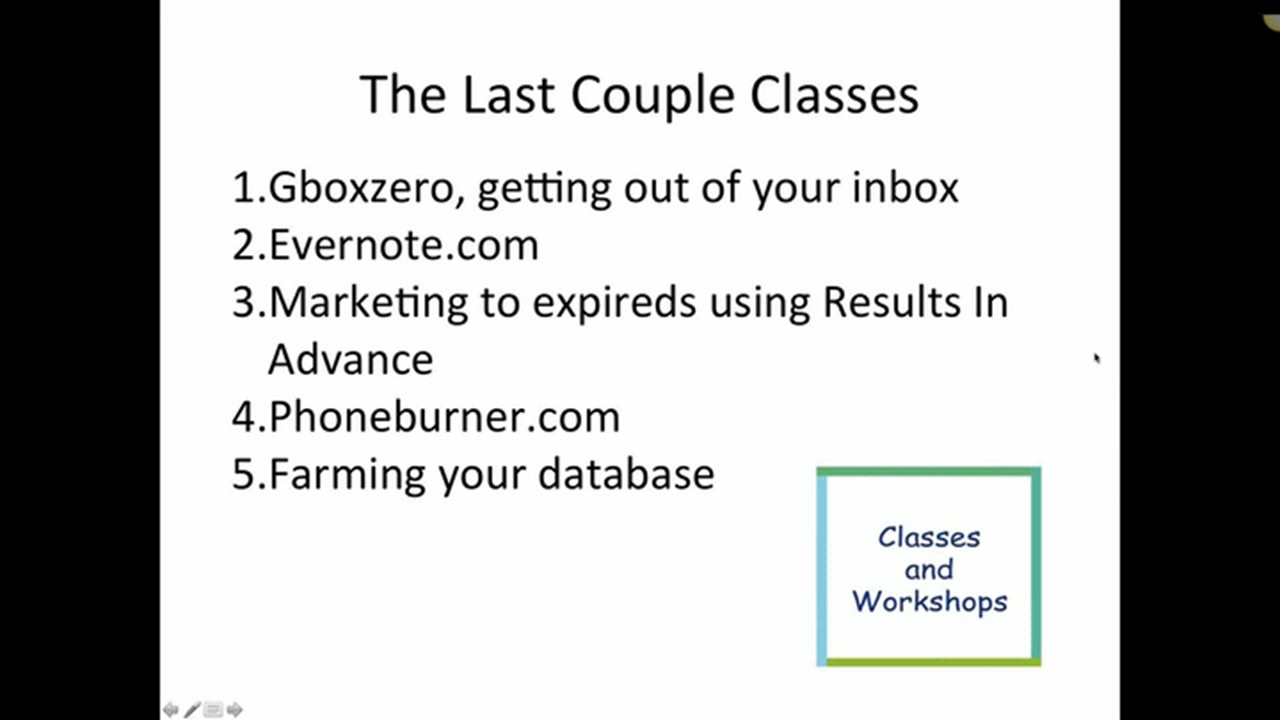 The Last Couple Classes
1.Gboxzero, getting out of your inbox
2.Evernote.com
3.Marketing to expireds using Results In
Advance
4.Phoneburner.com
5.Farming your database
Classes
and
Workshops